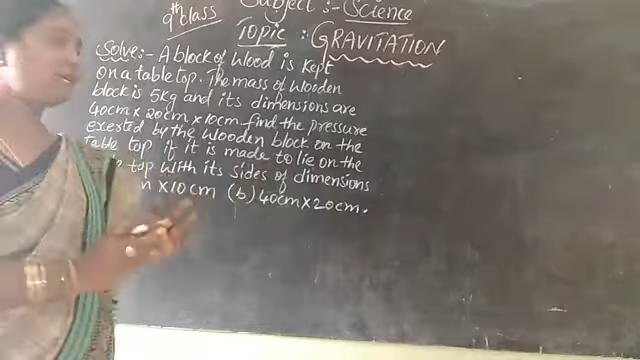 9th class
Subject :- Science
Topic : GRAVITATION
Solve:- A block of wood is kept
on a table top. The mass of wooden
block is 5kg and its dimensions are
40cm x 20cm x 10cm find the pressure
exerted by the wooden block on the
table top if it is made to lie on the
top with its sides of dimensions
x 10cm (b) 40cm x 20cm.